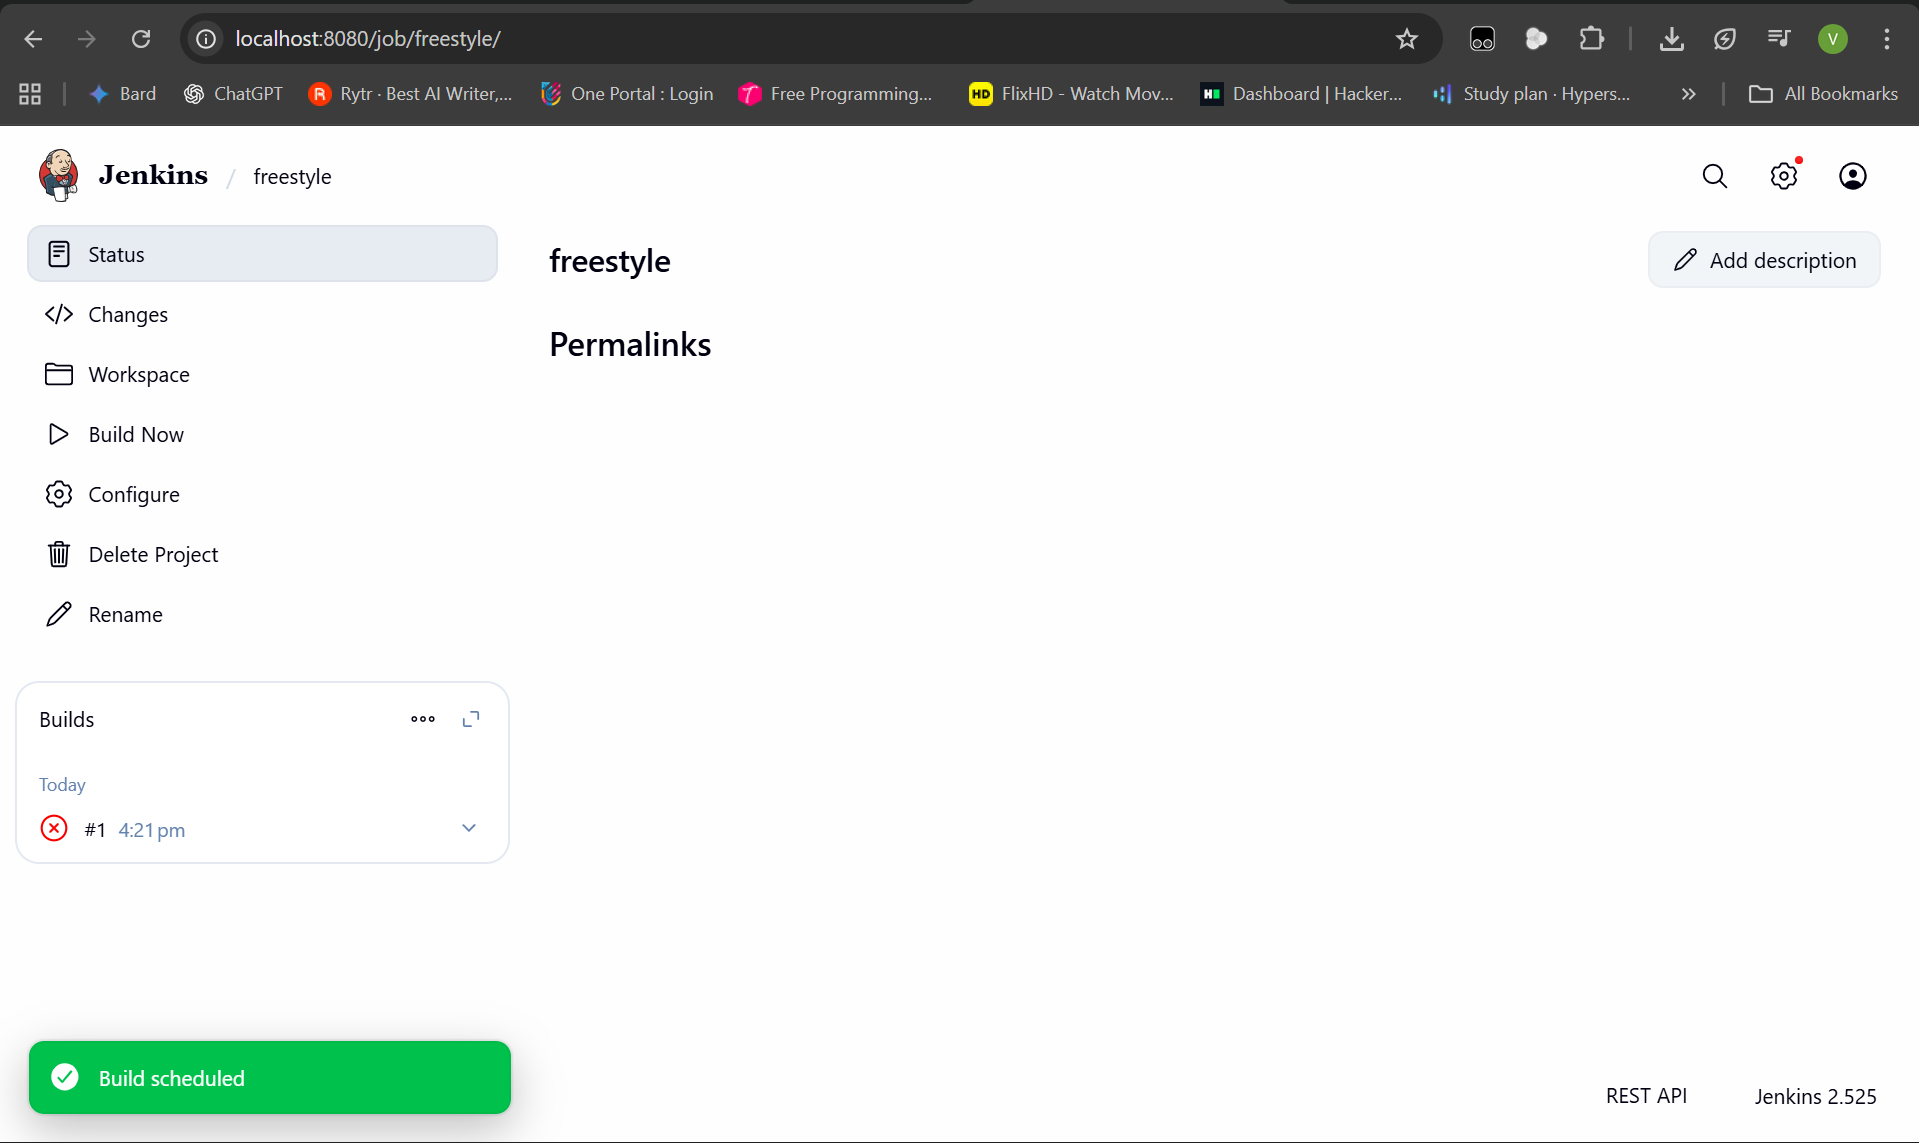 localhost:8080/job/freestyle/
V
Bard
ChatGPT
R
Rytr · Best AI Writer,...
One Portal : Login
Free Programming...
HD
FlixHD - Watch Mov...
Dashboard | Hacker...
Study plan · Hypers...
All Bookmarks
Jenkins / freestyle
Status
Changes
Workspace
Build Now
Configure
Delete Project
Rename
freestyle
Add description
Permalinks
Builds
Today
#1 4:21 pm
Build scheduled
REST API
Jenkins 2.525